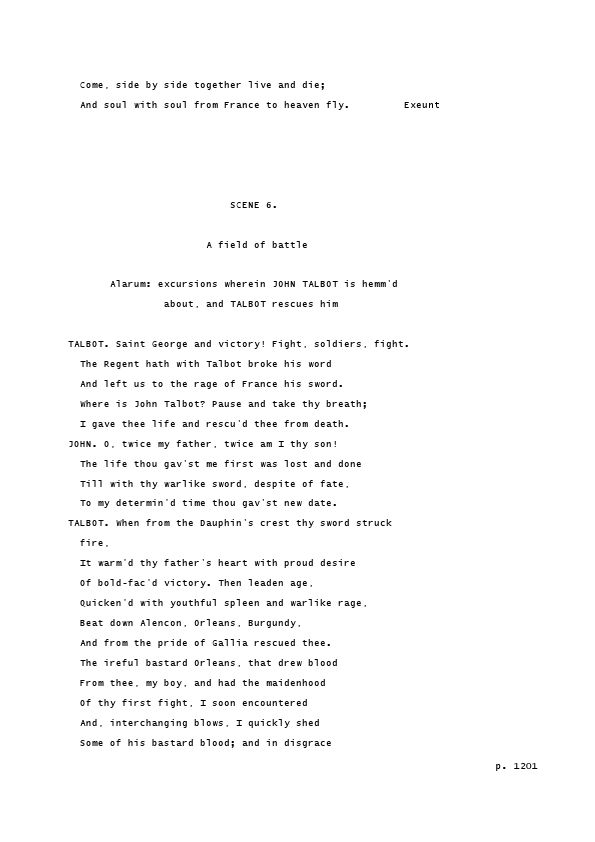 Come, side by side together live and die;
And soul with soul from France to heaven fly. Exeunt
SCENE 6.
A field of battle
Alarum: excursions wherein JOHN TALBOT is hemm'd
about, and TALBOT rescues him
TALBOT. Saint George and victory! Fight, soldiers, fight.
The Regent hath with Talbot broke his word
And left us to the rage of France his sword.
Where is John Talbot? Pause and take thy breath;
I gave thee life and rescu'd thee from death.
JOHN. O, twice my father, twice am I thy son!
The life thou gav'st me first was lost and done
Till with thy warlike sword, despite of fate,
To my determin'd time thou gav'st new date.
TALBOT. When from the Dauphin's crest thy sword struck
fire,
It warm'd thy father's heart with proud desire
Of bold-fac'd victory. Then leaden age,
Quicken'd with youthful spleen and warlike rage,
Beat down Alencon, Orleans, Burgundy,
And from the pride of Gallia rescued thee.
The ireful bastard Orleans, that drew blood
From thee, my boy, and had the maidenhood
Of thy first fight, I soon encountered
And, interchanging blows, I quickly shed
Some of his bastard blood; and in disgrace
p. 1201